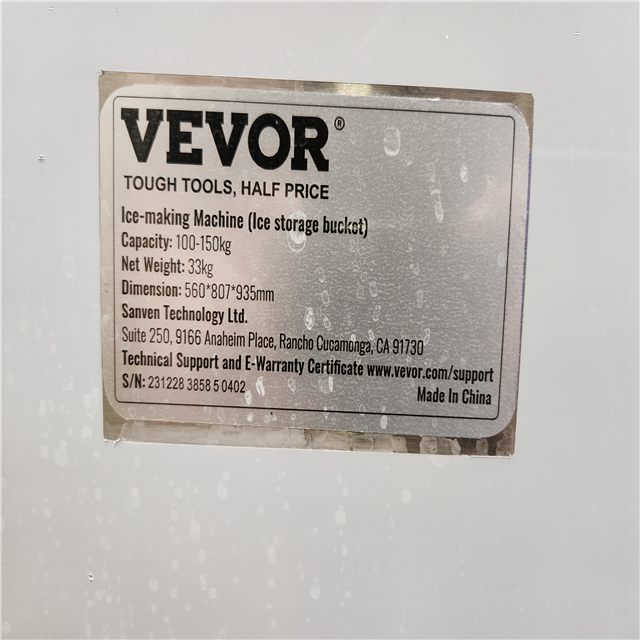 VEVOR®
TOUGH TOOLS, HALF PRICE
Ice-making Machine (Ice storage bucket)
Capacity: 100-150kg
Net Weight: 33kg
Dimension: 560*807*935mm
Sanven Technology Ltd.
Suite 250, 9166 Anaheim Place, Rancho Cucamonga, CA 91730
Technical Support and E-Warranty Certificate www.vevor.com/support
S/N: 231228 3858 5 0402
Made In China